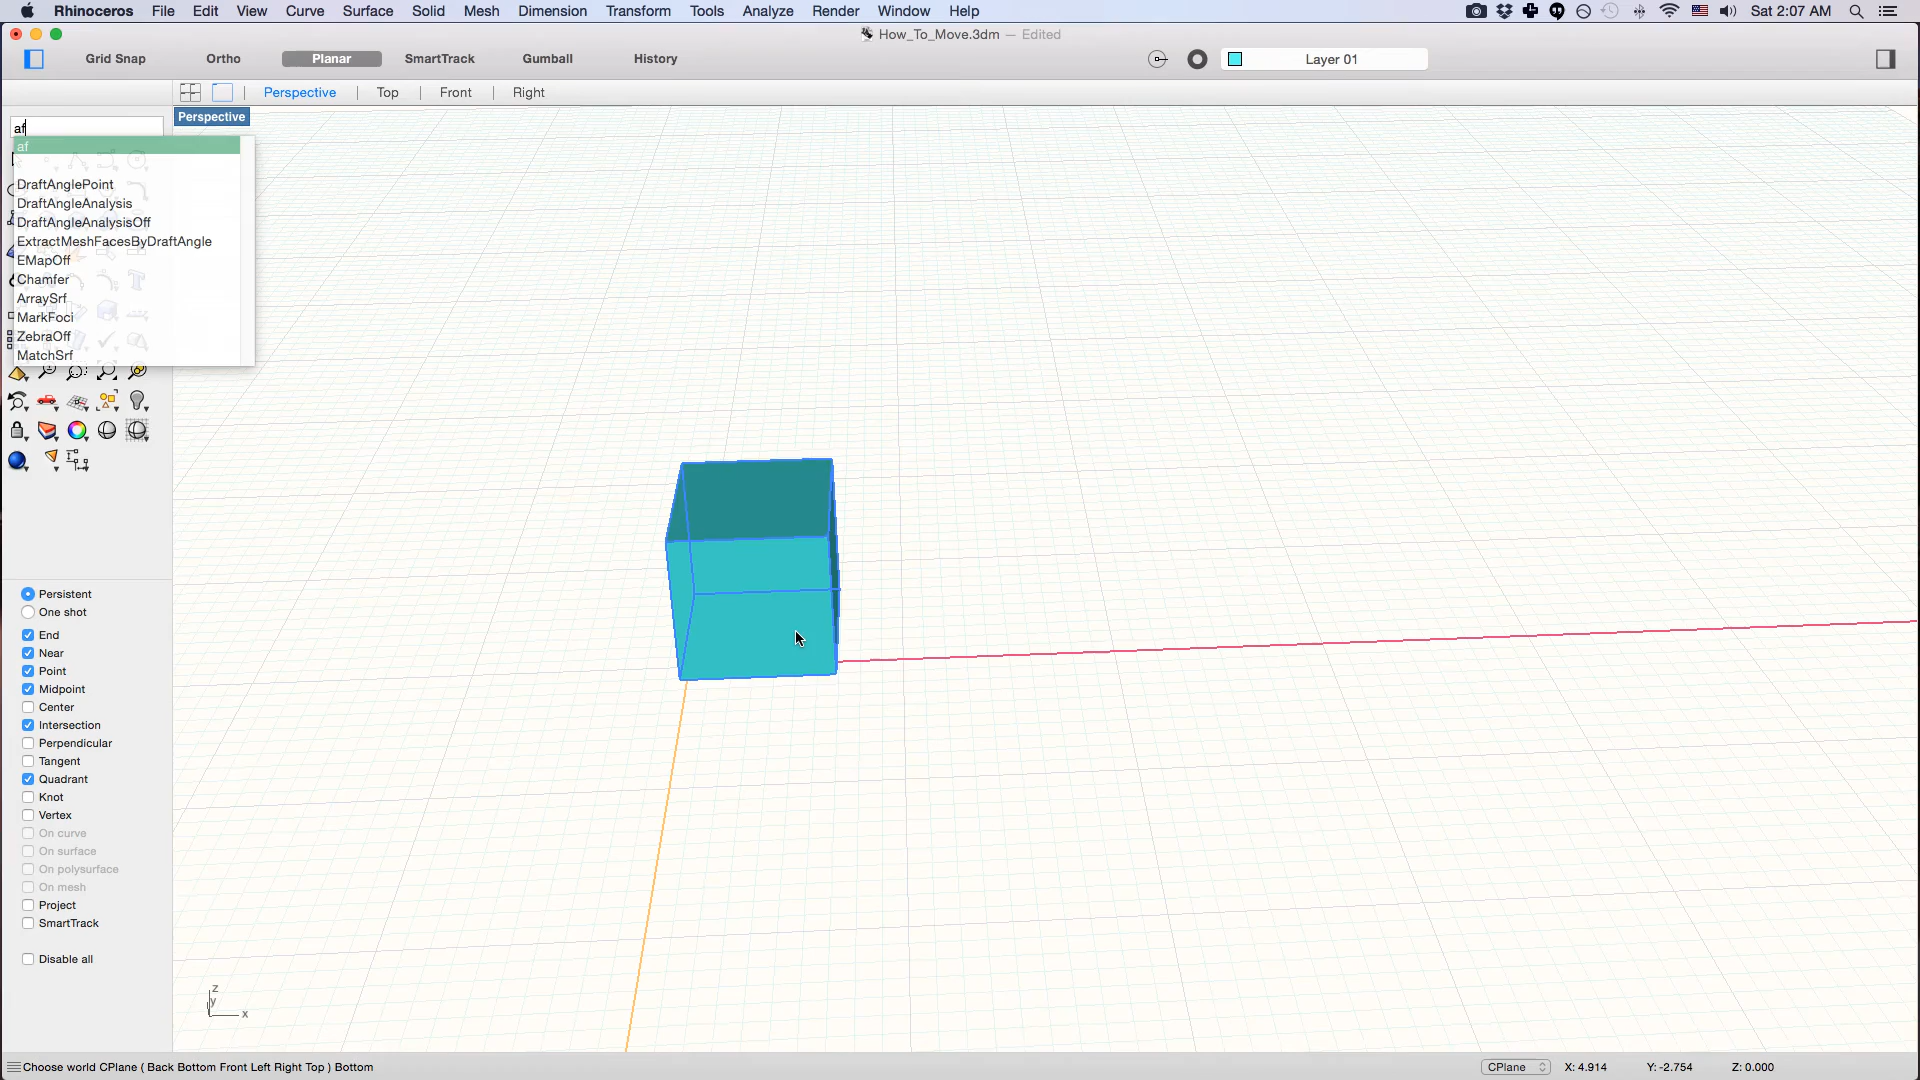 Rhinoceros File Edit View Curve Surface Solid Mesh Dimension Transform Tools Analyze Render Window Help Sat 2:07 AM
How_To_Move.3dm — Edited
Grid Snap Ortho Planar SmartTrack Gumball History Layer 01
Perspective | Top | Front | Right
Perspective
af
af
DraftAnglePoint
DraftAngleAnalysis
DraftAngleAnalysisOff
ExtractMeshFacesByDraftAngle
EMapOff
Chamfer
ArraySrf
MarkFoci
ZebraOff
MatchSrf
Persistent
One shot
End
Near
Point
Midpoint
Center
Intersection
Perpendicular
Tangent
Quadrant
Knot
Vertex
On curve
On surface
On polysurface
On mesh
Project
SmartTrack
Disable all
z
y
x
Choose world CPlane ( Back Bottom Front Left Right Top ) Bottom CPlane X: 4.914 Y: -2.754 Z: 0.000